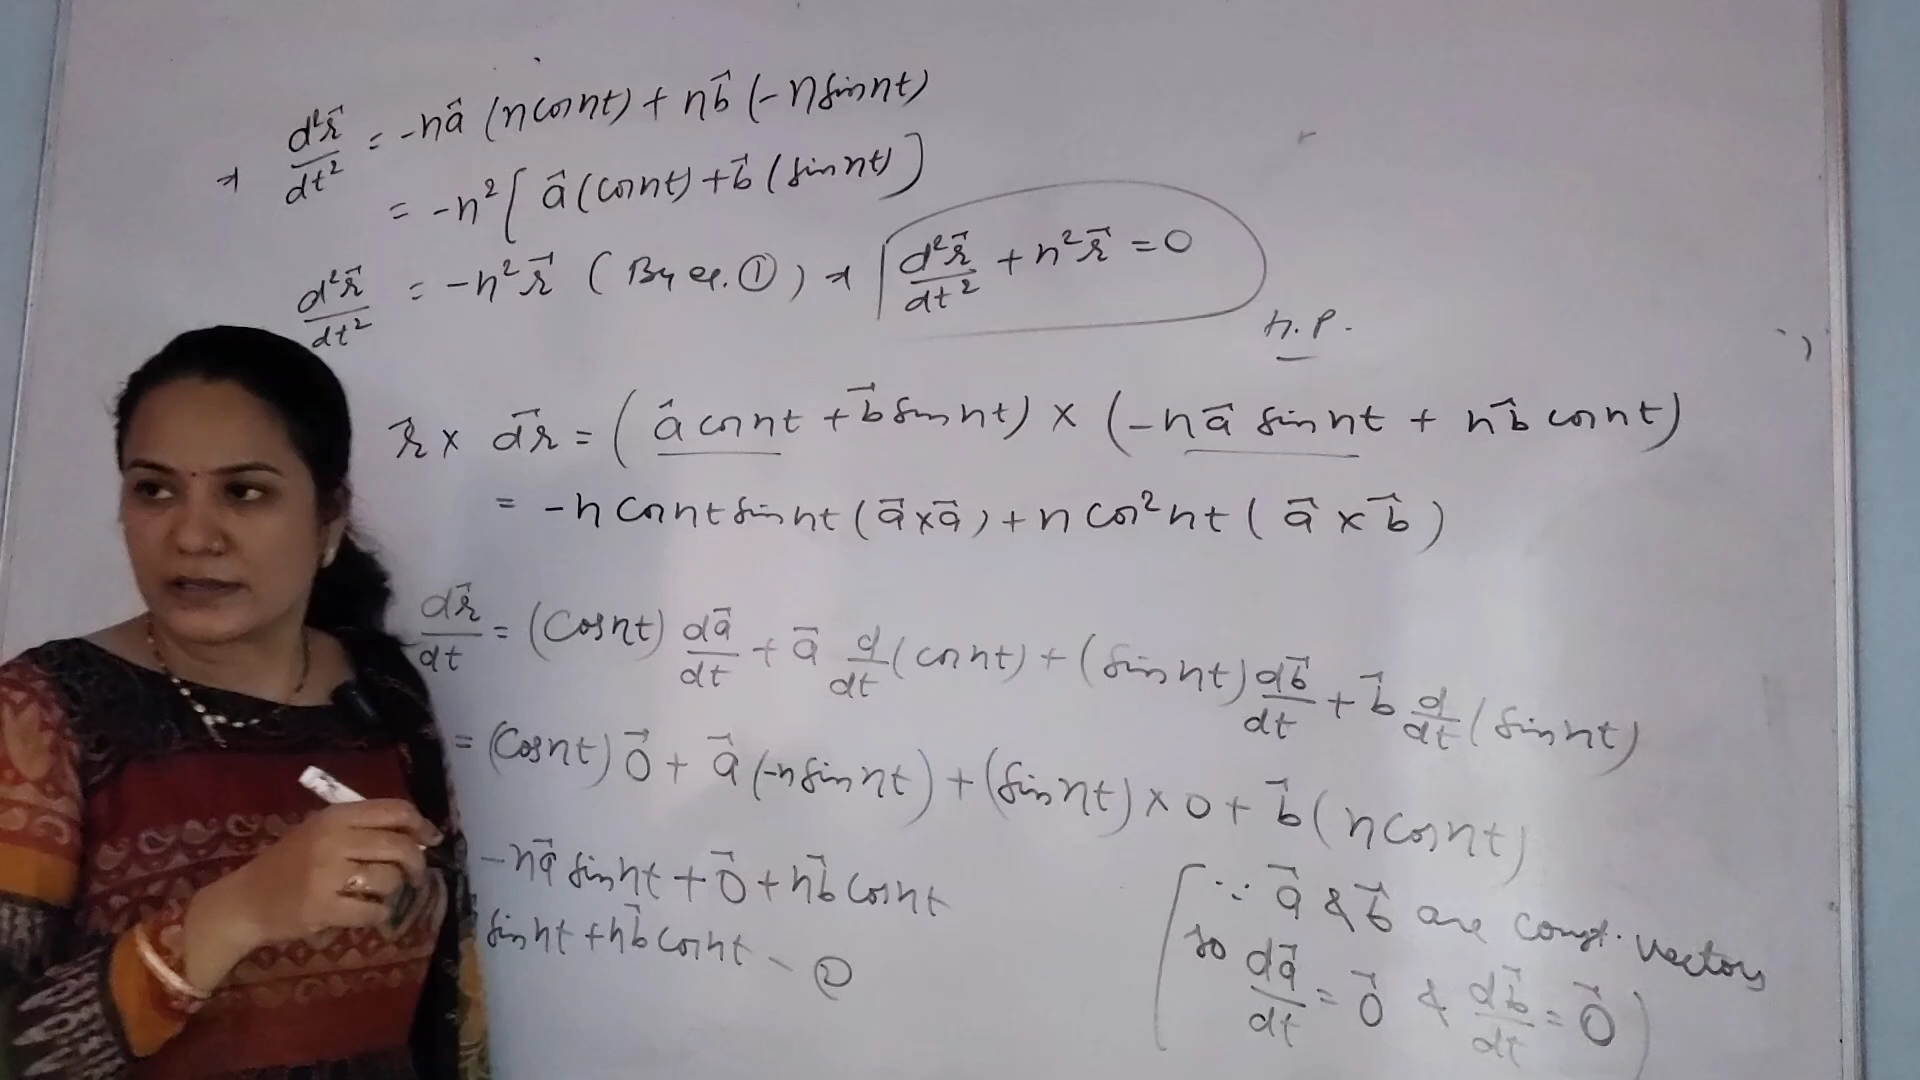 ⇒ d²r⃗/dt² = -na⃗ (n cos nt) + nb⃗ (-n sin nt)
= -n² [ a⃗ (cos nt) + b⃗ (sin nt) ]
d²r⃗/dt² = -n² r⃗ ( By eq. ① ) ⇒ d²r⃗/dt² + n² r⃗ = 0
h.P.
r⃗ × dr⃗ = ( a⃗ cos nt + b⃗ sin nt) × (-na⃗ sin nt + nb⃗ cos nt)
= -n cos nt sin nt ( a⃗ × a⃗ ) + n cos² nt ( a⃗ × b⃗ )
dr⃗/dt = (cos nt) da⃗/dt + a⃗ d/dt (cos nt) + (sin nt) db⃗/dt + b⃗ d/dt (sin nt)
= (cos nt) 0⃗ + a⃗ (-n sin nt) + (sin nt) × 0 + b⃗ (n cos nt)
-na⃗ sin nt + 0⃗ + nb⃗ cos nt
sin nt + nb⃗ cos nt - ②
[ ∵ a⃗ & b⃗ are const. vectors
so da⃗/dt = 0⃗ & db⃗/dt = 0⃗ )